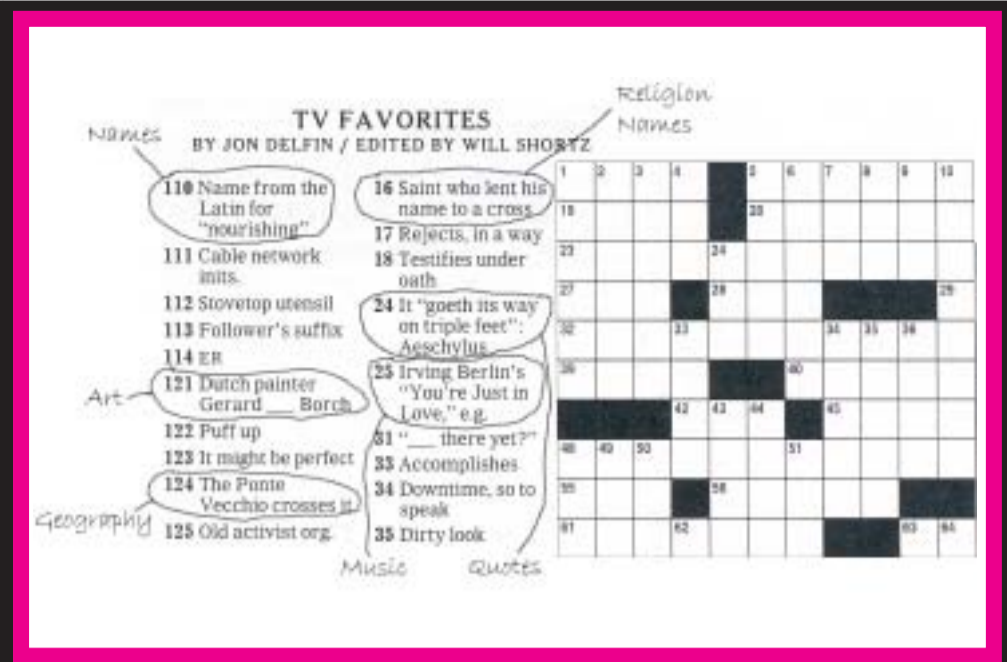 Religion
Names
Names
TV FAVORITES
BY JON DELFIN / EDITED BY WILL SHORTZ
110 Name from the
Latin for
"nourishing"
111 Cable network
inits.
112 Stovetop utensil
113 Follower's suffix
114 ER
121 Dutch painter
Gerard ___ Borch
122 Puff up
123 It might be perfect
124 The Ponte
Vecchio crosses it
125 Old activist org.
Art
Geography
16 Saint who lent his
name to a cross
17 Rejects, in a way
18 Testifies under
oath
24 It "goeth its way
on triple feet":
Aeschylus
25 Irving Berlin's
"You're Just in
Love," e.g.
31 "___ there yet?"
33 Accomplishes
34 Downtime, so to
speak
35 Dirty look
Music
Quotes
1 2 3 4 5 6 7 8 9 10
19 20
23 24
27 28 29
32 33 34 35 36
39 40
42 43 44 45
48 49 50 51
55 56
61 62 63 64